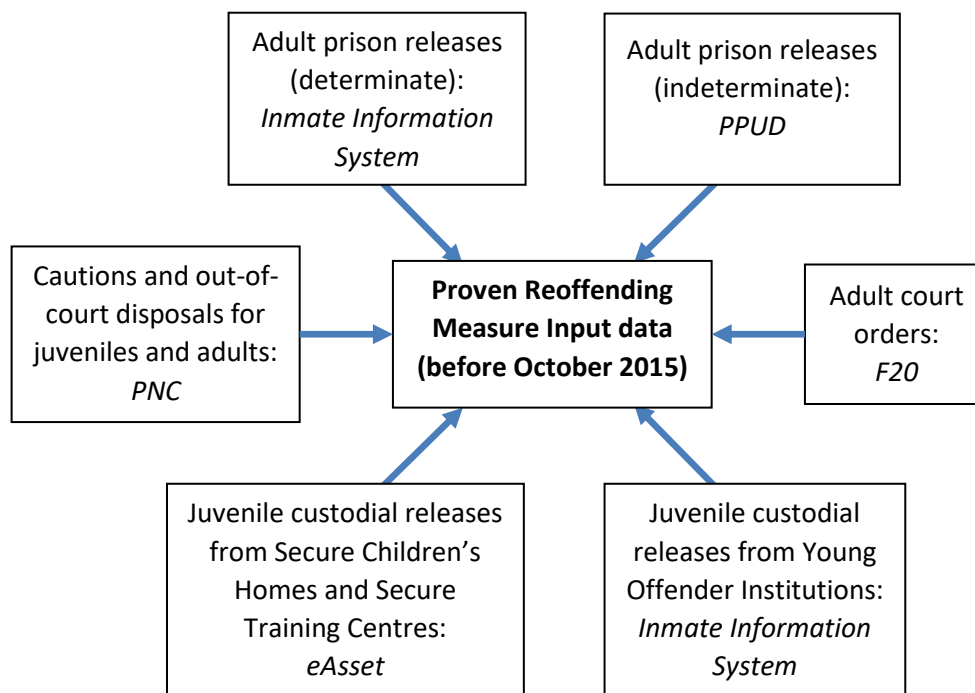 Adult prison releases
(determinate):
Inmate Information
System
Adult prison releases
(indeterminate):
PPUD
Cautions and out-of-
court disposals for
juveniles and adults:
PNC
Proven Reoffending
Measure Input data
(before October 2015)
Adult court
orders:
F20
Juvenile custodial releases
from Secure Children’s
Homes and Secure
Training Centres:
eAsset
Juvenile custodial
releases from Young
Offender Institutions:
Inmate Information
System